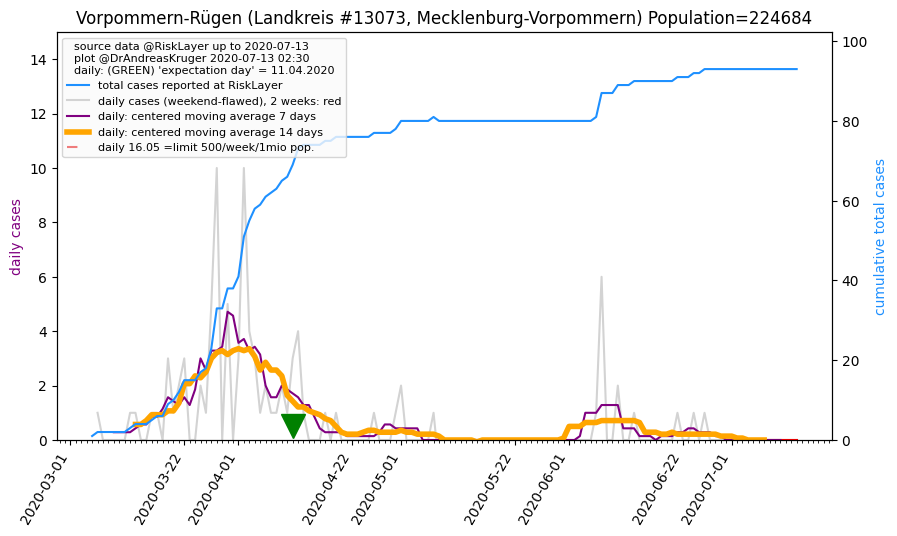 Vorpommern-Rügen (Landkreis #13073, Mecklenburg-Vorpommern) Population=224684
source data @RiskLayer up to 2020-07-13
plot @DrAndreasKruger 2020-07-13 02:30
daily: (GREEN) 'expectation day' = 11.04.2020
total cases reported at RiskLayer
daily cases (weekend-flawed), 2 weeks: red
daily: centered moving average 7 days
daily: centered moving average 14 days
daily 16.05 =limit 500/week/1mio pop.
daily cases
14
12
10
8
6
4
2
0
cumulative total cases
100
80
60
40
20
0
2020-03-01
2020-03-22
2020-04-01
2020-04-22
2020-05-01
2020-05-22
2020-06-01
2020-06-22
2020-07-01